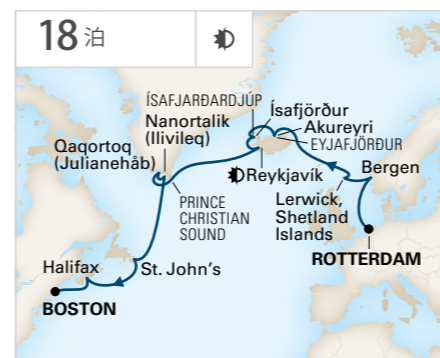 18 泊
ÍSAFJARÐARDJÚP
Nanortalik
(Ilivileq)
Qaqortoq
(Julianehåb)
Ísafjörður
Akureyri
EYJAFJÖRÐUR
Reykjavík
Bergen
PRINCE
CHRISTIAN
SOUND
Lerwick,
Shetland
Islands
ROTTERDAM
Halifax
St. John's
BOSTON